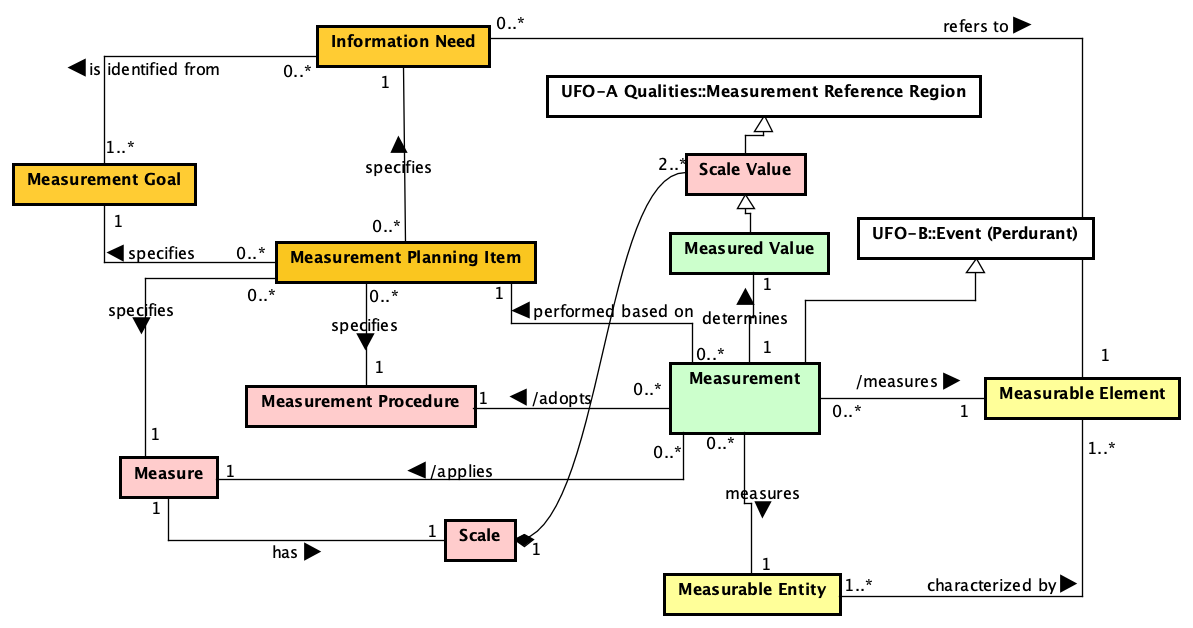 0..*
refers to
Information Need
is identified from
0..*
1
UFO-A Qualities::Measurement Reference Region
1..*
specifies
2..*
Scale Value
Measurement Goal
1
0..*
UFO-B::Event (Perdurant)
specifies
0..*
Measurement Planning Item
Measured Value
0..*
0..*
1
1
specifies
specifies
performed based on
determines
1
0..*
1
1
Measurement
/measures
Measurement Procedure
1
/adopts
0..*
0..*
1
Measurable Element
1
0..*
0..*
1..*
Measure
1
/applies
measures
1
1
Scale
1
has
1
Measurable Entity
1..*
characterized by